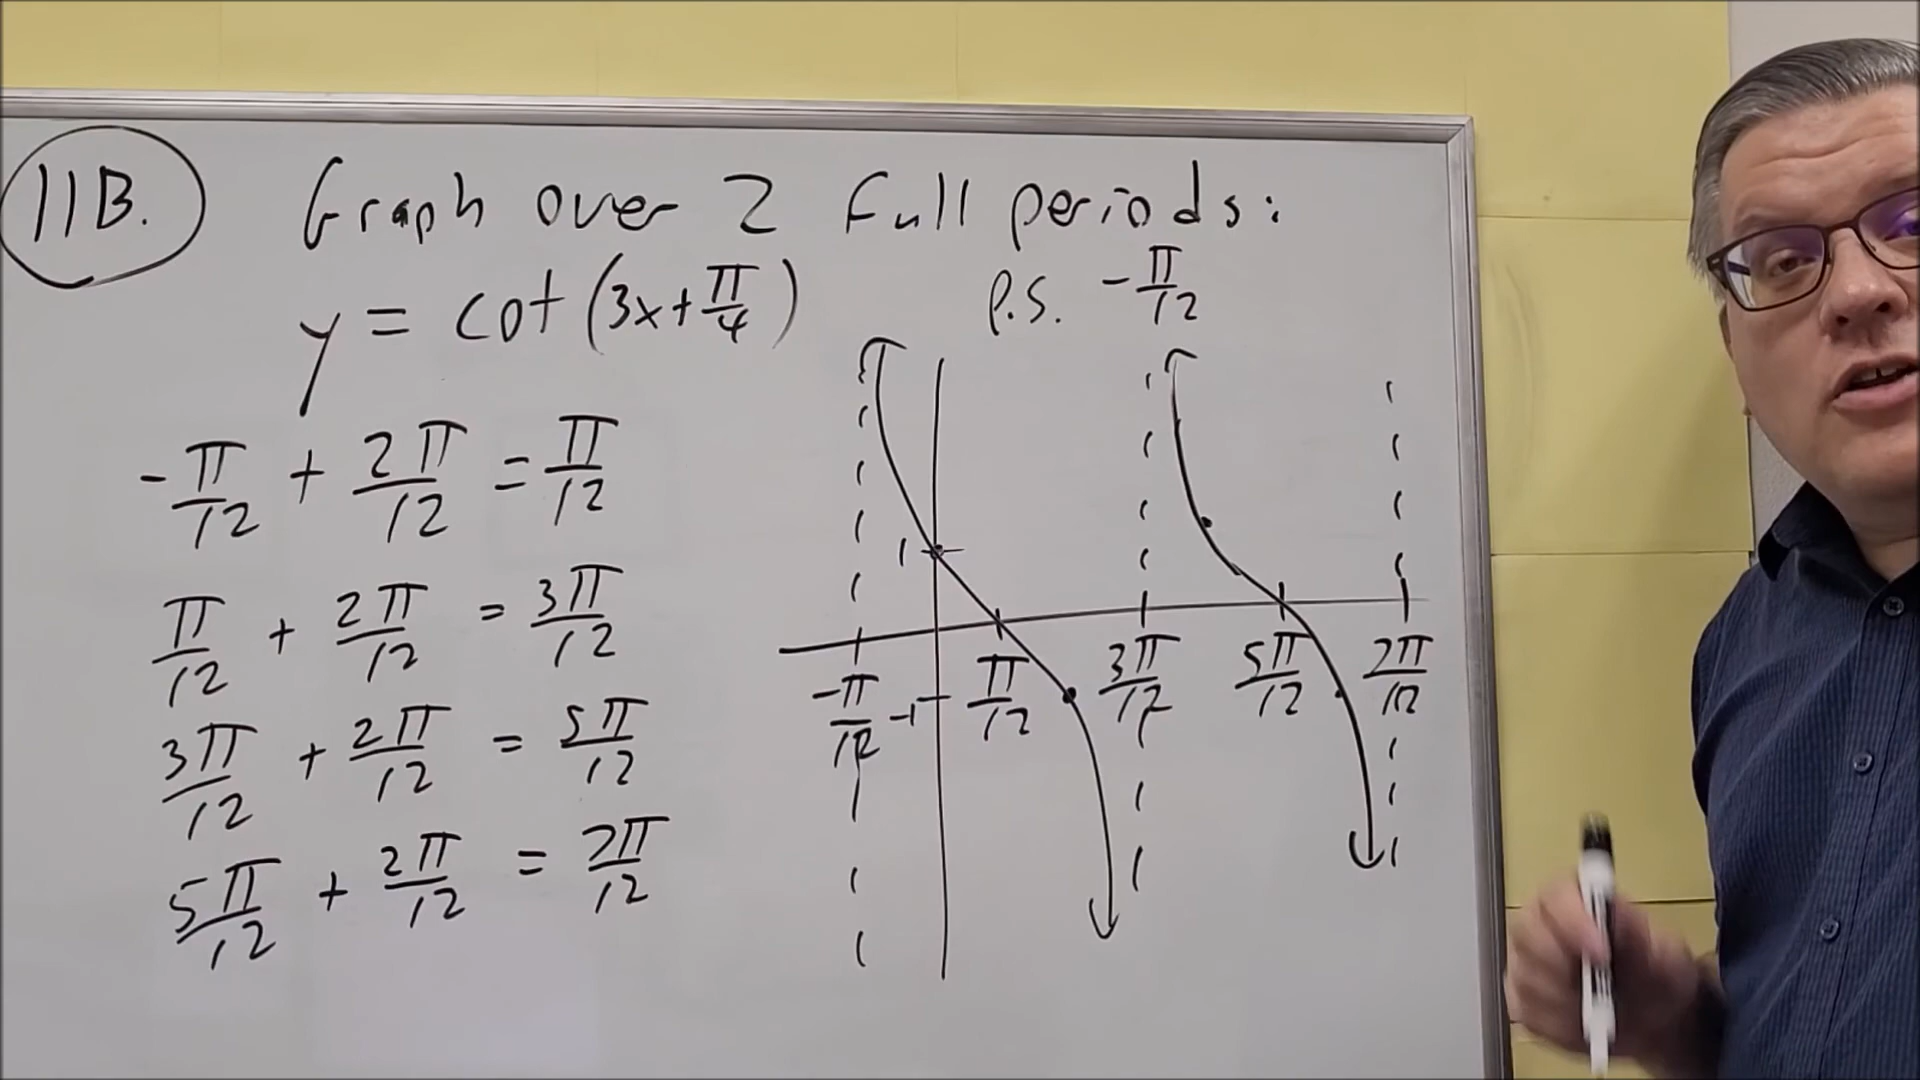 11B. Graph over 2 full periods:
y = cot(3x+π/4) P.S. -π/12
-π/12 + 2π/12 = π/12
π/12 + 2π/12 = 3π/12
3π/12 + 2π/12 = 5π/12
5π/12 + 2π/12 = 7π/12
1
-π/12 -1 π/12 3π/12 5π/12 7π/12